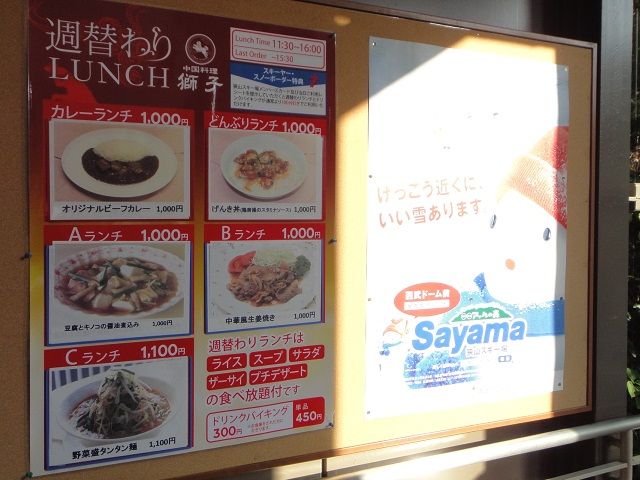 週替わり
LUNCH
中国料理
獅子
Lunch Time 11:30~16:00
Last Order ~15:30
スキーヤー・
スノーボーダー特典
カレーランチ 1,000円
オリジナルビーフカレー 1,000円
どんぶりランチ 1,000円
げんき丼(鶏唐揚のスタミナソース) 1,000円
Aランチ 1,000円
豆腐とキノコの醤油煮込み 1,000円
Bランチ 1,000円
中華風生姜焼き 1,000円
Cランチ 1,100円
野菜盛タンタン麺 1,100円
週替わりランチは
ライス スープ サラダ
ザーサイ プチデザート
の食べ放題付です
ドリンクバイキング
300円
単品
450円
けっこう近くに、
いい雪あります。
西武ドーム前
Sayama
狭山スキー場